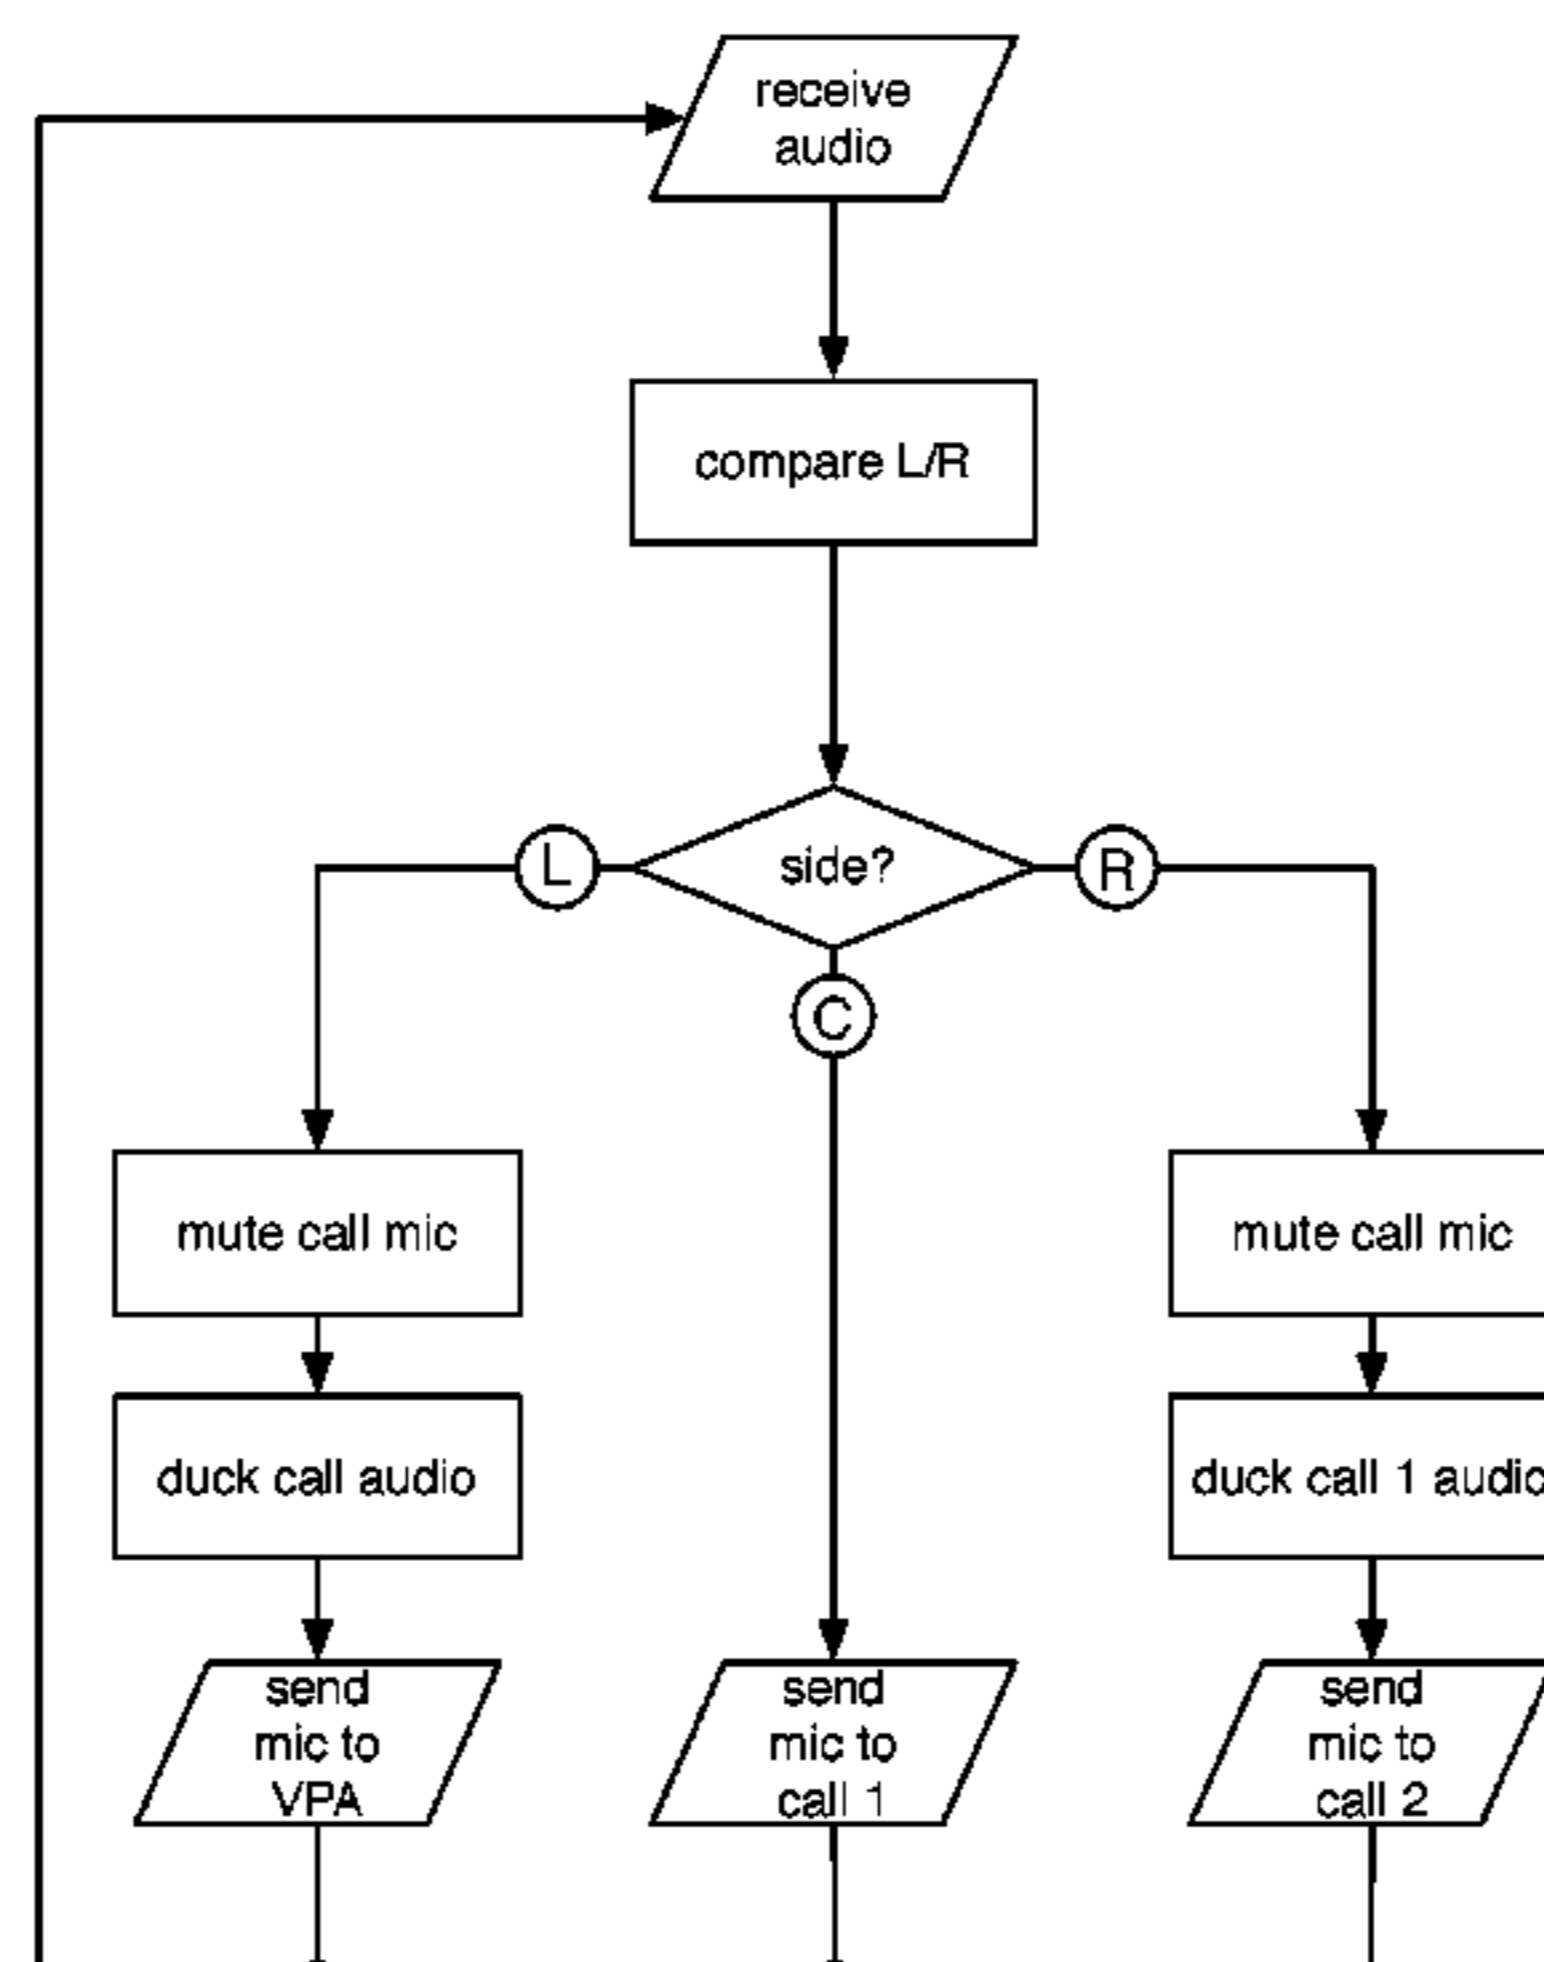 receive
audio
compare L/R
L
side?
R
C
mute call mic
mute call mic
duck call audio
duck call 1 audio
send
mic to
VPA
send
mic to
call 1
send
mic to
call 2